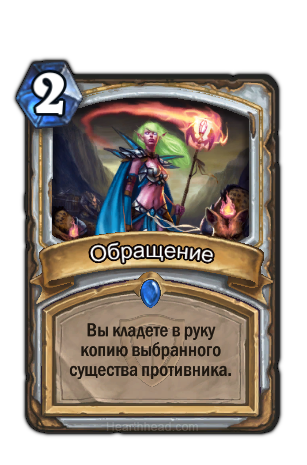 2
Обращение
Вы кладете в руку
копию выбранного
существа противника.
Hearthhead.com